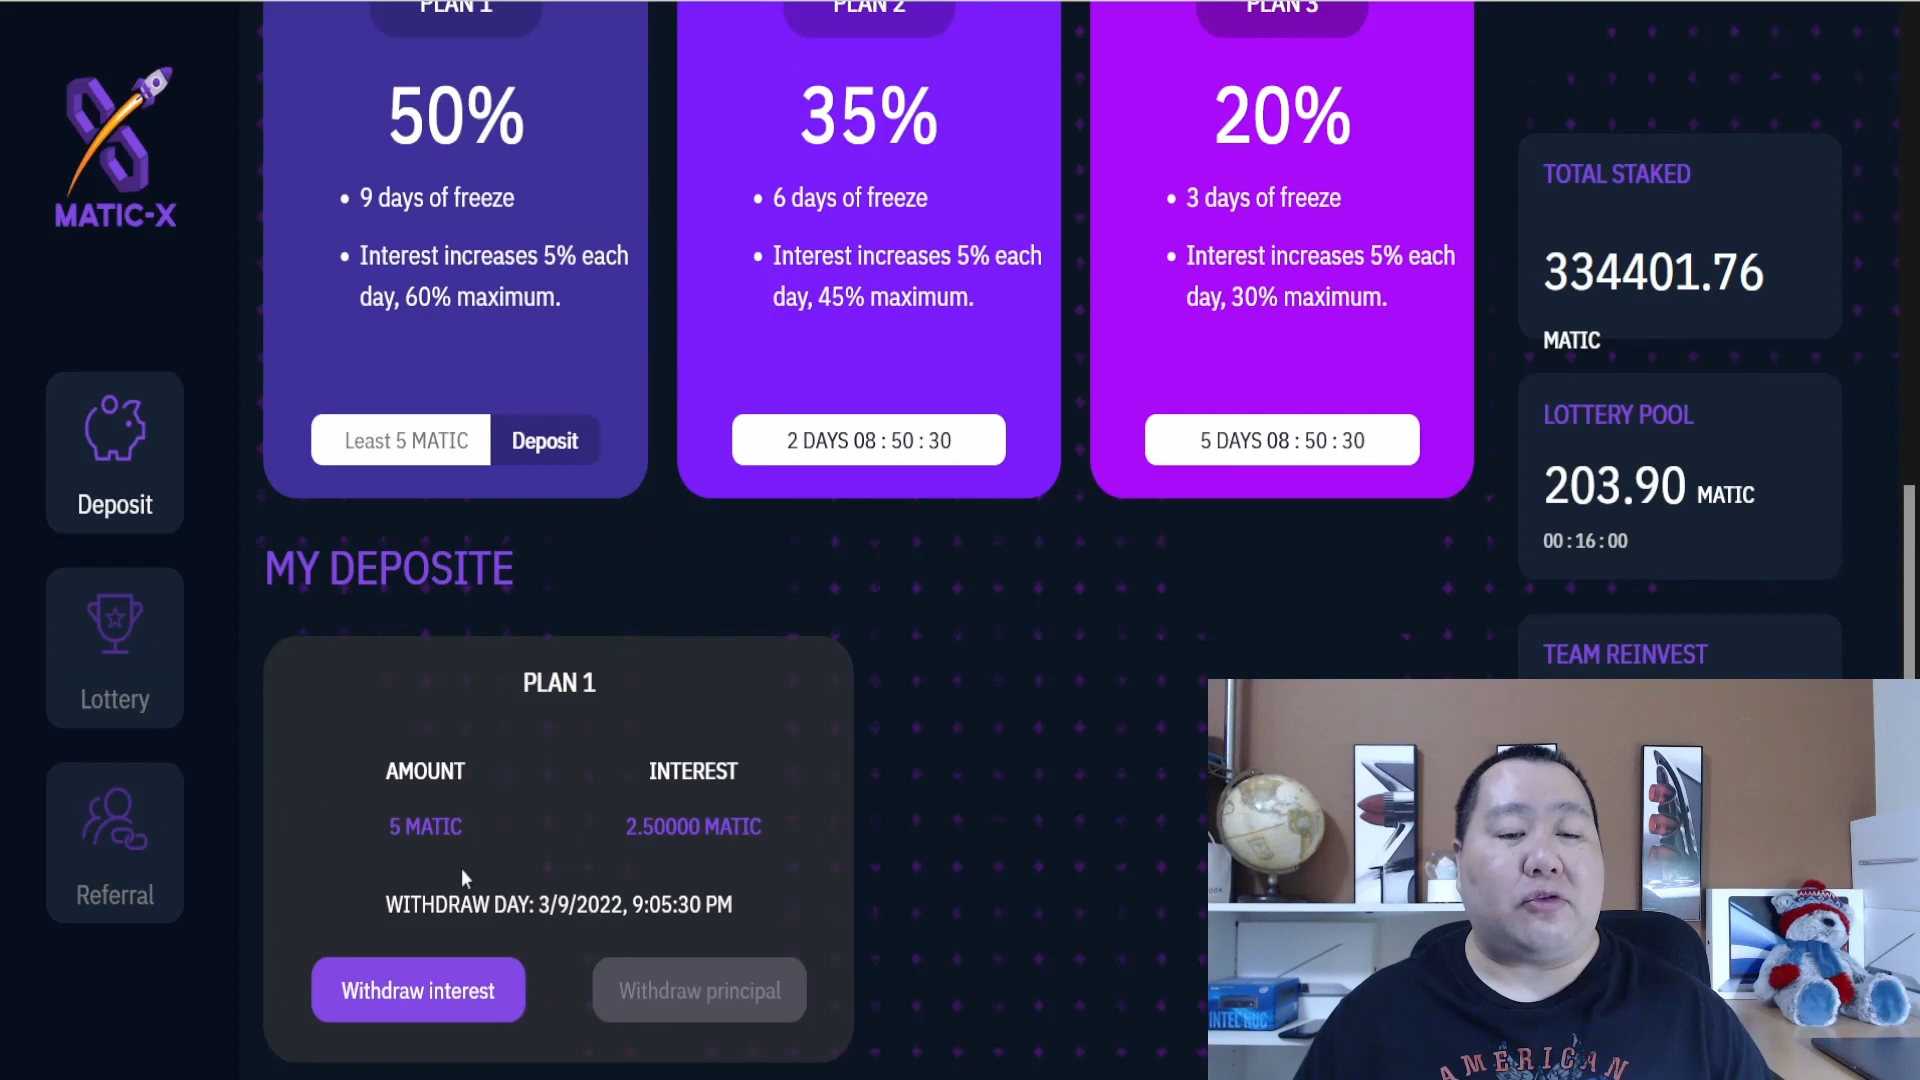 PLAN 1
50%
• 9 days of freeze
• Interest increases 5% each
day, 60% maximum.
Least 5 MATIC
Deposit
PLAN 2
35%
• 6 days of freeze
• Interest increases 5% each
day, 45% maximum.
2 DAYS 08 : 50 : 30
PLAN 3
20%
• 3 days of freeze
• Interest increases 5% each
day, 30% maximum.
5 DAYS 08 : 50 : 30
MATIC-X
Deposit
Lottery
Referral
TOTAL STAKED
334401.76
MATIC
LOTTERY POOL
203.90 MATIC
00:16:00
TEAM REINVEST
MY DEPOSITE
PLAN 1
AMOUNT
INTEREST
5 MATIC
2.50000 MATIC
WITHDRAW DAY: 3/9/2022, 9:05:30 PM
Withdraw interest
Withdraw principal
INTEL NUC
AMERICAN